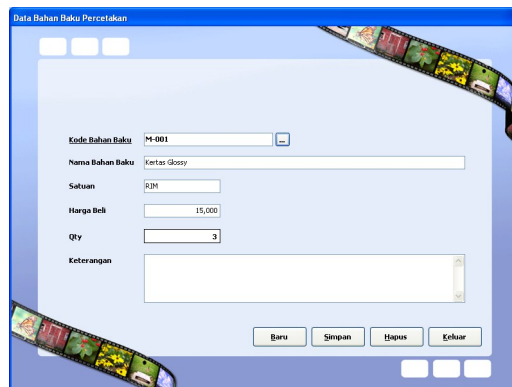 Data Bahan Baku Percetakan
Kode Bahan Baku M-001 ...
Nama Bahan Baku Kertas Glossy
Satuan RIM
Harga Beli 15,000
Qty 3
Keterangan
Baru Simpan Hapus Keluar